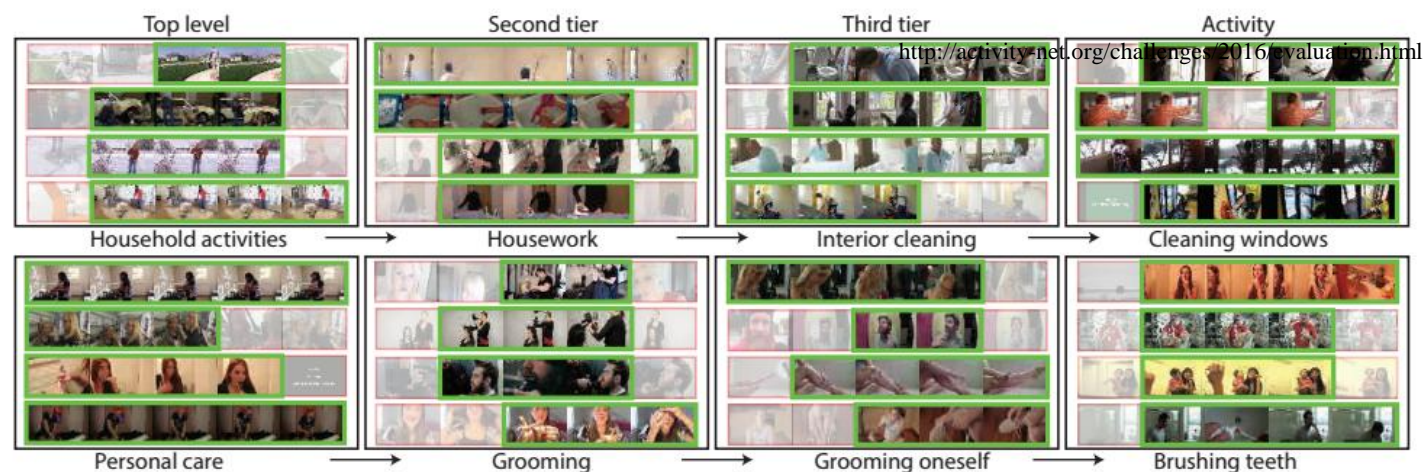 Top level
Second tier
Third tier
Activity
http://activity-net.org/challenges/2016/evaluation.html
Household activities
Housework
Interior cleaning
Cleaning windows
Personal care
Grooming
Grooming oneself
Brushing teeth